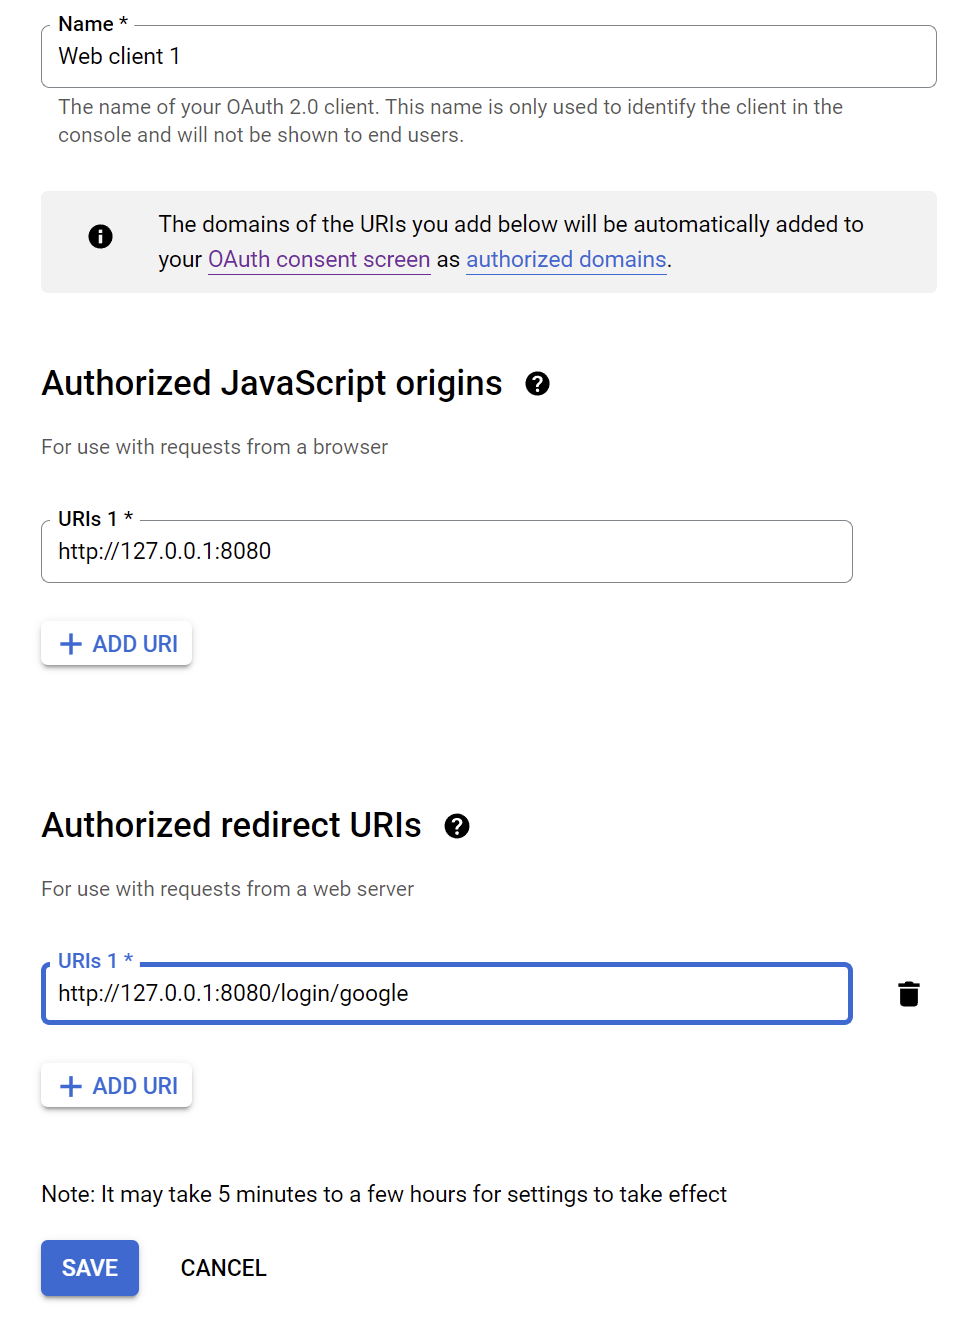 Name *
Web client 1
The name of your OAuth 2.0 client. This name is only used to identify the client in the
console and will not be shown to end users.
The domains of the URIs you add below will be automatically added to
your OAuth consent screen as authorized domains.
Authorized JavaScript origins
For use with requests from a browser
URIs 1 *
http://127.0.0.1:8080
ADD URI
Authorized redirect URIs
For use with requests from a web server
URIs 1 *
http://127.0.0.1:8080/login/google
ADD URI
Note: It may take 5 minutes to a few hours for settings to take effect
SAVE CANCEL